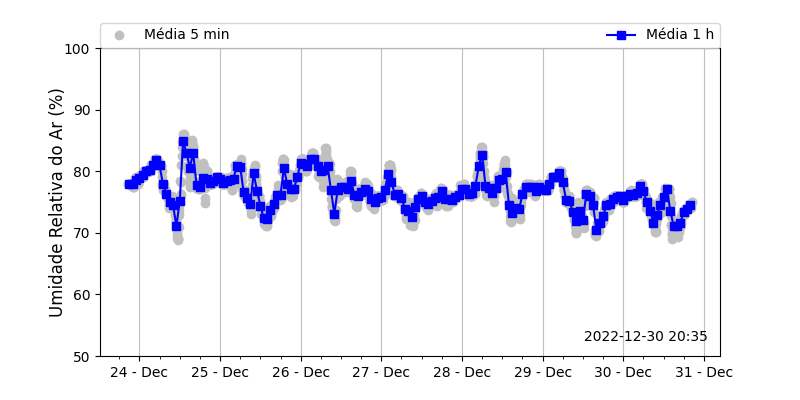 Média 5 min
Média 1 h
100
90
80
70
60
50
Umidade Relativa do Ar (%)
2022-12-30 20:35
24 - Dec
25 - Dec
26 - Dec
27 - Dec
28 - Dec
29 - Dec
30 - Dec
31 - Dec